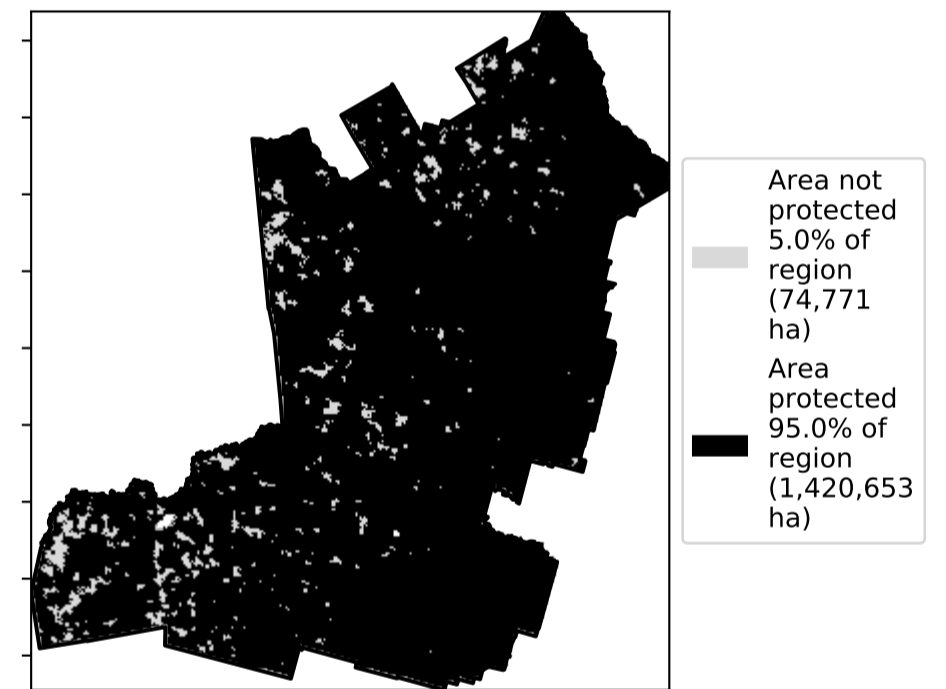 Area not
protected
5.0% of
region
(74,771
ha)
Area
protected
95.0% of
region
(1,420,653
ha)